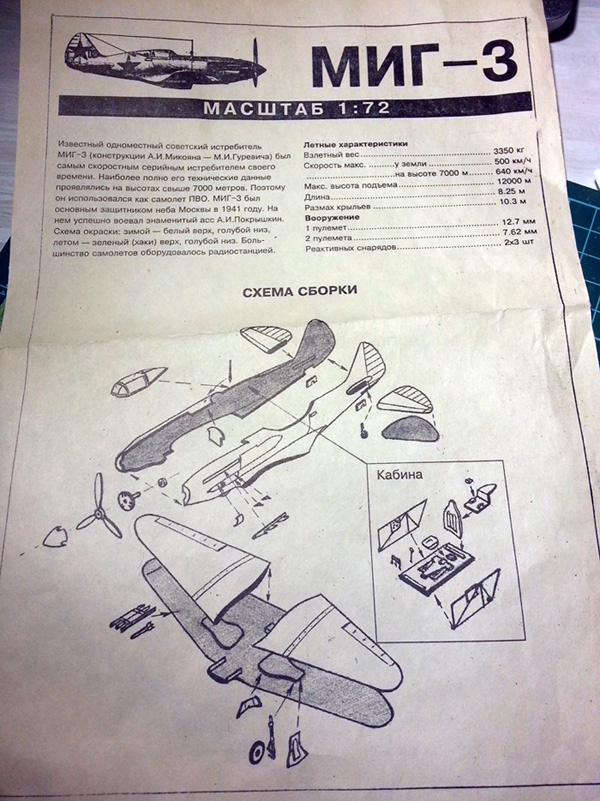 МИГ–3
МАСШТАБ 1:72
Известный одноместный советский истребитель
МИГ–3 (конструкции А.И.Микояна — М.И.Гуревича) был
самым скоростным серийным истребителем своего
времени. Наиболее полно его технические данные
проявлялись на высотах свыше 7000 метров. Поэтому
он использовался как самолет ПВО. МИГ–3 был
основным защитником неба Москвы в 1941 году. На
нем успешно воевал знаменитый асс А.И.Покрышкин.
Схема окраски: зимой — белый верх, голубой низ,
летом — зеленый (хаки) верх, голубой низ. Боль-
шинство самолетов оборудовалось радиостанцией.
Летные характеристики
Взлетный вес 3350 кг
Скорость макс. у земли 500 км/ч
на высоте 7000 м 640 км/ч
Макс. высота подъема 12000 м
Длина 8.25 м
Размах крыльев 10.3 м
Вооружение
1 пулемет 12.7 мм
2 пулемета 7.62 мм
Реактивных снарядов 2х3 шт
СХЕМА СБОРКИ
Кабина